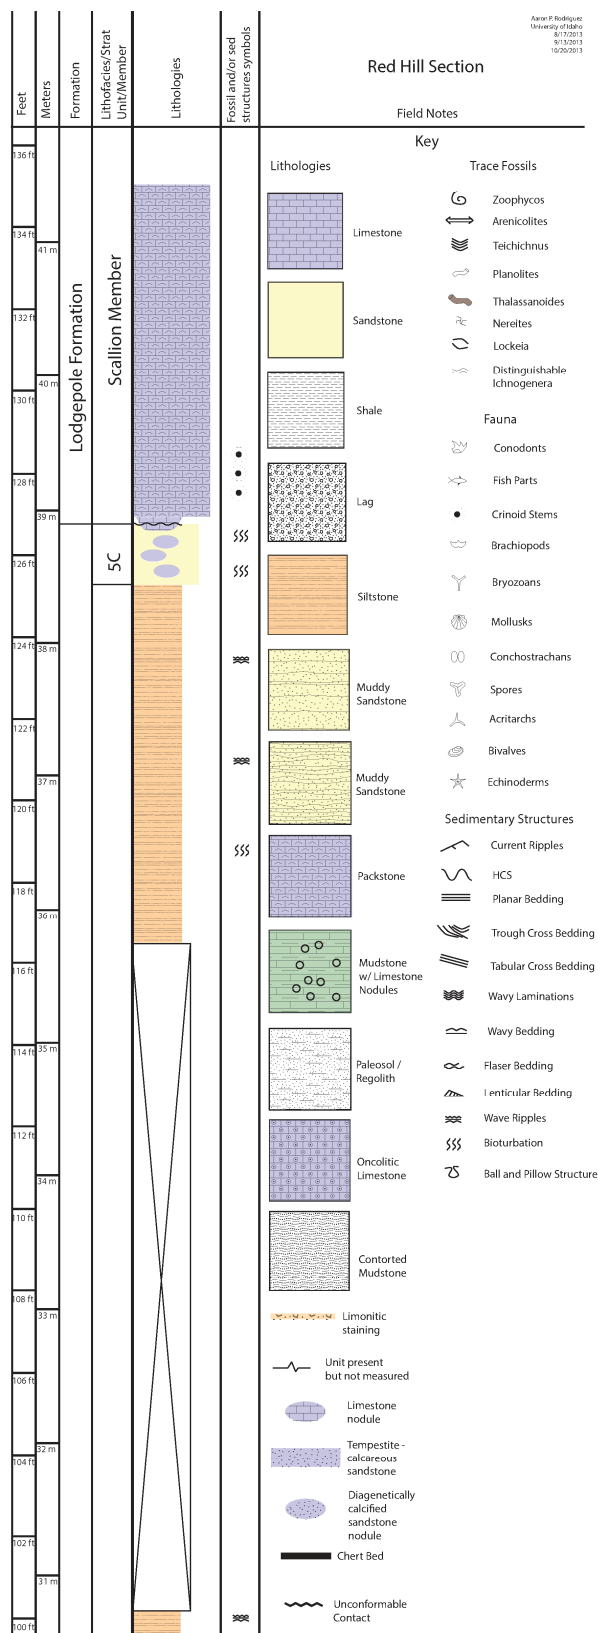 Aaron P. Rodriguez
University of Idaho
8/17/2013
9/13/2013
10/20/2013
Red Hill Section
Feet
Meters
Formation
Lithofacies/Strat
Unit/Member
Lithologies
Fossil and/or sed
structures symbols
Field Notes
Key
136 ft
134 ft
41 m
132 ft
40 m
130 ft
128 ft
39 m
126 ft
124 ft
38 m
122 ft
37 m
120 ft
118 ft
36 m
116 ft
35 m
114 ft
112 ft
34 m
110 ft
108 ft
33 m
106 ft
32 m
104 ft
102 ft
31 m
100 ft
Lodgepole Formation
Scallion Member
5C
Lithologies
Limestone
Sandstone
Shale
Lag
Siltstone
Muddy
Sandstone
Muddy
Sandstone
Packstone
Mudstone
w/ Limestone
Nodules
Paleosol /
Regolith
Oncolitic
Limestone
Contorted
Mudstone
Limonitic
staining
Unit present
but not measured
Limestone
nodule
Tempestite -
calcareous
sandstone
Diagenetically
calcified
sandstone
nodule
Chert Bed
Unconformable
Contact
Trace Fossils
Zoophycos
Arenicolites
Teichichnus
Planolites
Thalassanoides
Nereites
Lockeia
Distinguishable
Ichnogenera
Fauna
Conodonts
Fish Parts
Crinoid Stems
Brachiopods
Bryozoans
Mollusks
Conchostrachans
Spores
Acritarchs
Bivalves
Echinoderms
Sedimentary Structures
Current Ripples
HCS
Planar Bedding
Trough Cross Bedding
Tabular Cross Bedding
Wavy Laminations
Wavy Bedding
Flaser Bedding
Lenticular Bedding
Wave Ripples
Bioturbation
Ball and Pillow Structure